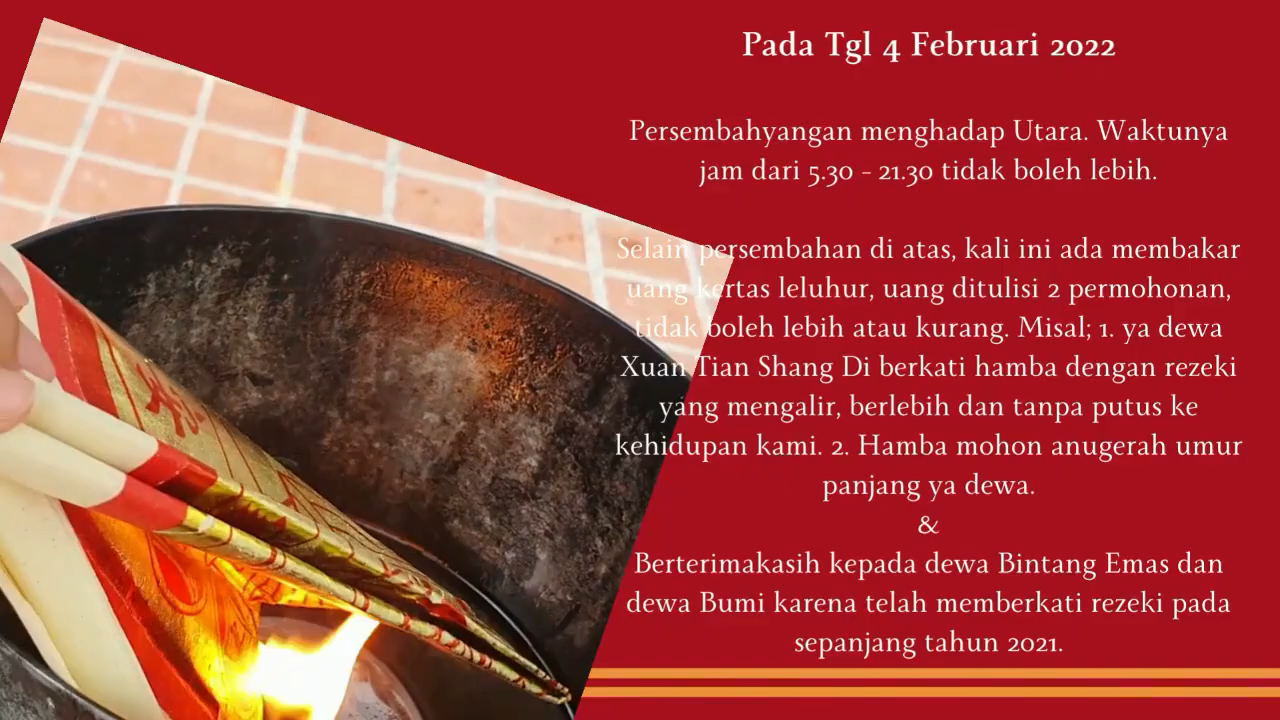 Pada Tgl 4 Februari 2022
Persembahyangan menghadap Utara. Waktunya
jam dari 5.30 - 21.30 tidak boleh lebih.
Selain persembahan di atas, kali ini ada membakar
uang kertas leluhur, uang ditulisi 2 permohonan,
tidak boleh lebih atau kurang. Misal; 1. ya dewa
Xuan Tian Shang Di berkati hamba dengan rezeki
yang mengalir, berlebih dan tanpa putus ke
kehidupan kami. 2. Hamba mohon anugerah umur
panjang ya dewa.
&
Berterimakasih kepada dewa Bintang Emas dan
dewa Bumi karena telah memberkati rezeki pada
sepanjang tahun 2021.